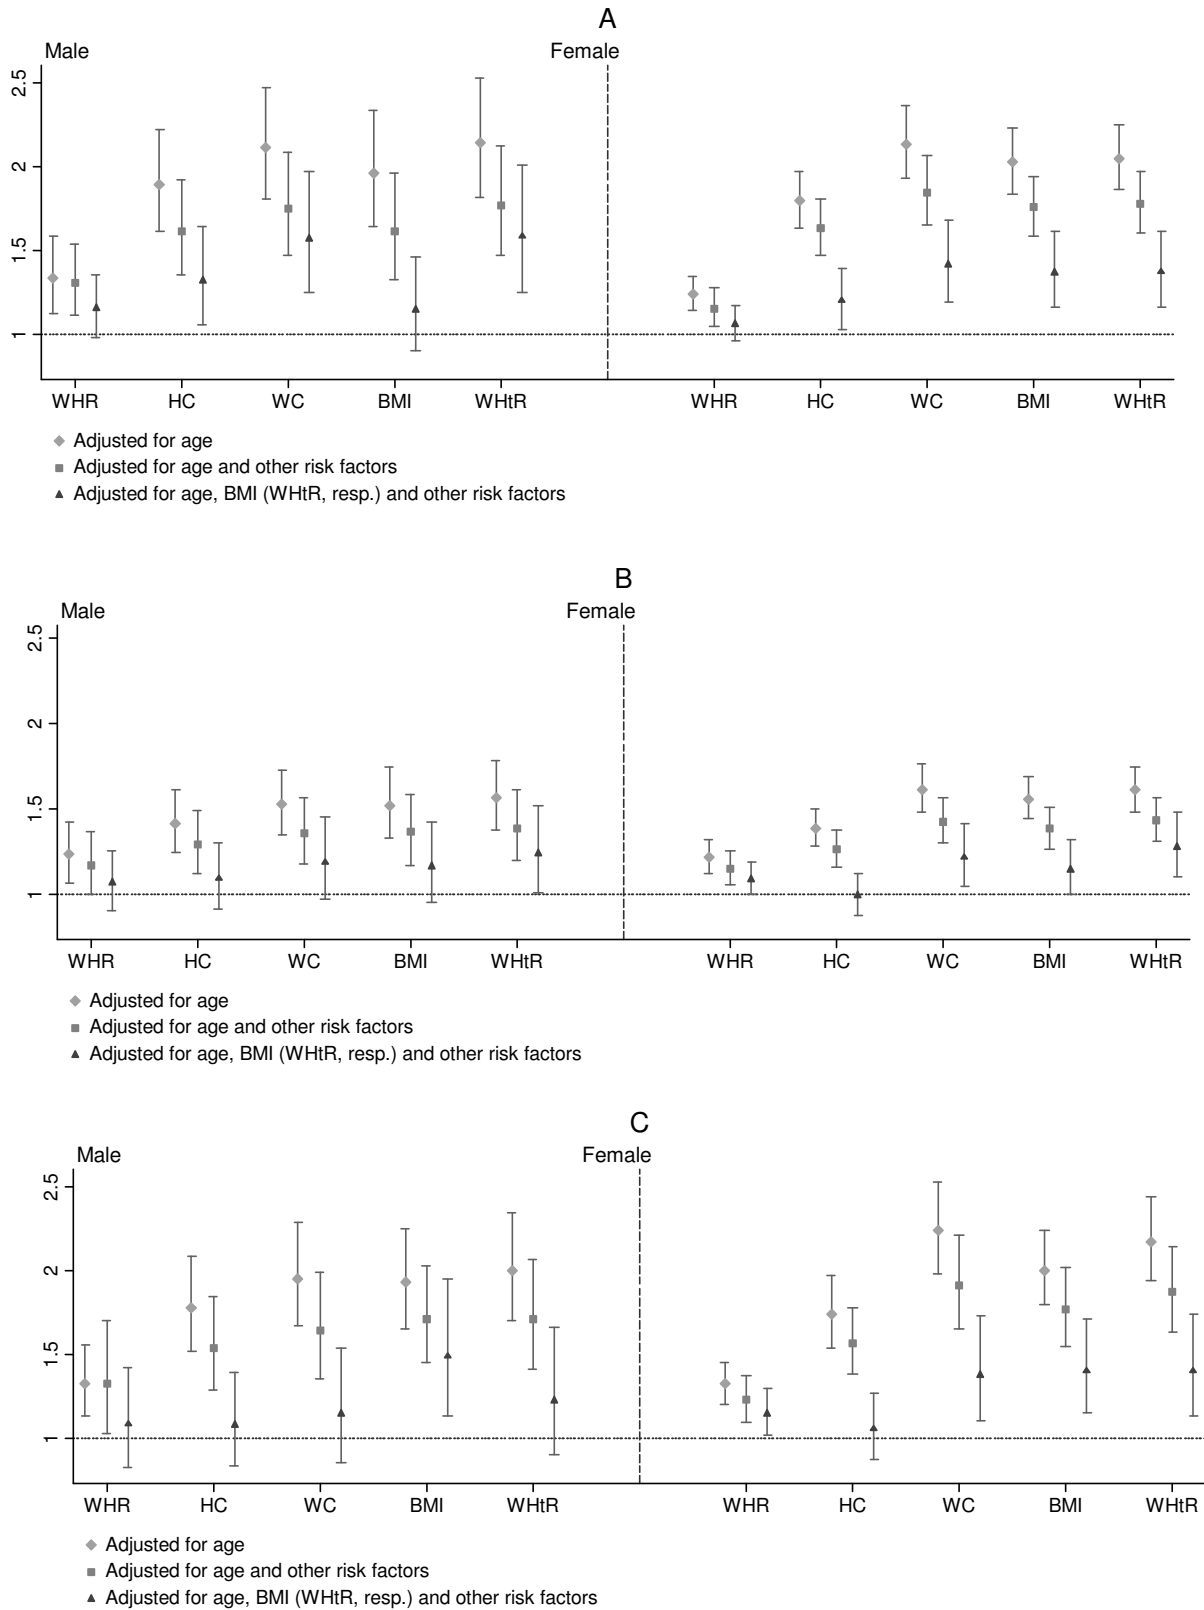 A
Male Female
2.5
2
1.5
1
WHR HC WC BMI WHtR WHR HC WC BMI WHtR
Adjusted for age
Adjusted for age and other risk factors
Adjusted for age, BMI (WHtR, resp.) and other risk factors
B
Male Female
2.5
2
1.5
1
WHR HC WC BMI WHtR WHR HC WC BMI WHtR
Adjusted for age
Adjusted for age and other risk factors
Adjusted for age, BMI (WHtR, resp.) and other risk factors
C
Male Female
2.5
2
1.5
1
WHR HC WC BMI WHtR WHR HC WC BMI WHtR
Adjusted for age
Adjusted for age and other risk factors
Adjusted for age, BMI (WHtR, resp.) and other risk factors